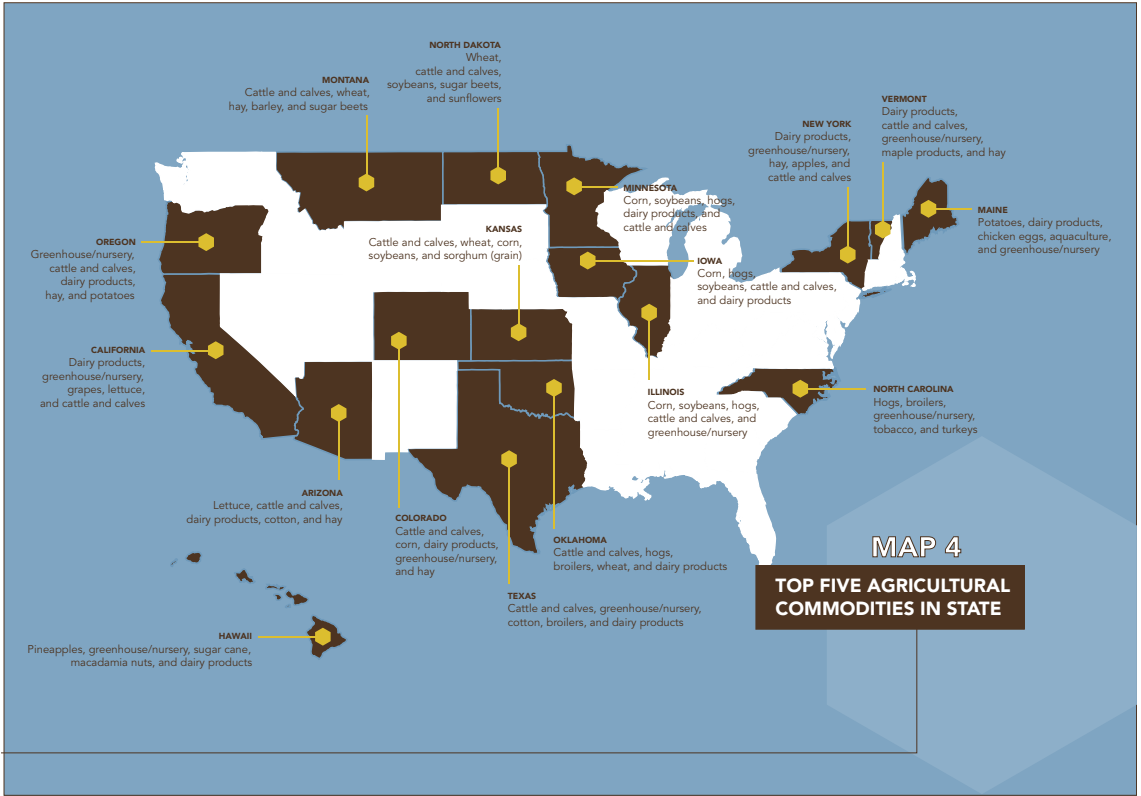 NORTH DAKOTA
Wheat,
cattle and calves,
soybeans, sugar beets,
and sunflowers
MONTANA
Cattle and calves, wheat,
hay, barley, and sugar beets
VERMONT
Dairy products,
cattle and calves,
greenhouse/nursery,
maple products, and hay
NEW YORK
Dairy products,
greenhouse/nursery,
hay, apples, and
cattle and calves
MINNESOTA
Corn, soybeans, hogs,
dairy products, and
cattle and calves
MAINE
Potatoes, dairy products,
chicken eggs, aquaculture,
and greenhouse/nursery
KANSAS
Cattle and calves, wheat, corn,
soybeans, and sorghum (grain)
OREGON
Greenhouse/nursery,
cattle and calves,
dairy products,
hay, and potatoes
IOWA
Corn, hogs,
soybeans, cattle and calves,
and dairy products
CALIFORNIA
Dairy products,
greenhouse/nursery,
grapes, lettuce,
and cattle and calves
ILLINOIS
Corn, soybeans, hogs,
cattle and calves, and
greenhouse/nursery
NORTH CAROLINA
Hogs, broilers,
greenhouse/nursery,
tobacco, and turkeys
ARIZONA
Lettuce, cattle and calves,
dairy products, cotton, and hay
COLORADO
Cattle and calves,
corn, dairy products,
greenhouse/nursery,
and hay
OKLAHOMA
Cattle and calves, hogs,
broilers, wheat, and dairy products
TEXAS
Cattle and calves, greenhouse/nursery,
cotton, broilers, and dairy products
HAWAII
Pineapples, greenhouse/nursery, sugar cane,
macadamia nuts, and dairy products
MAP 4
TOP FIVE AGRICULTURAL
COMMODITIES IN STATE